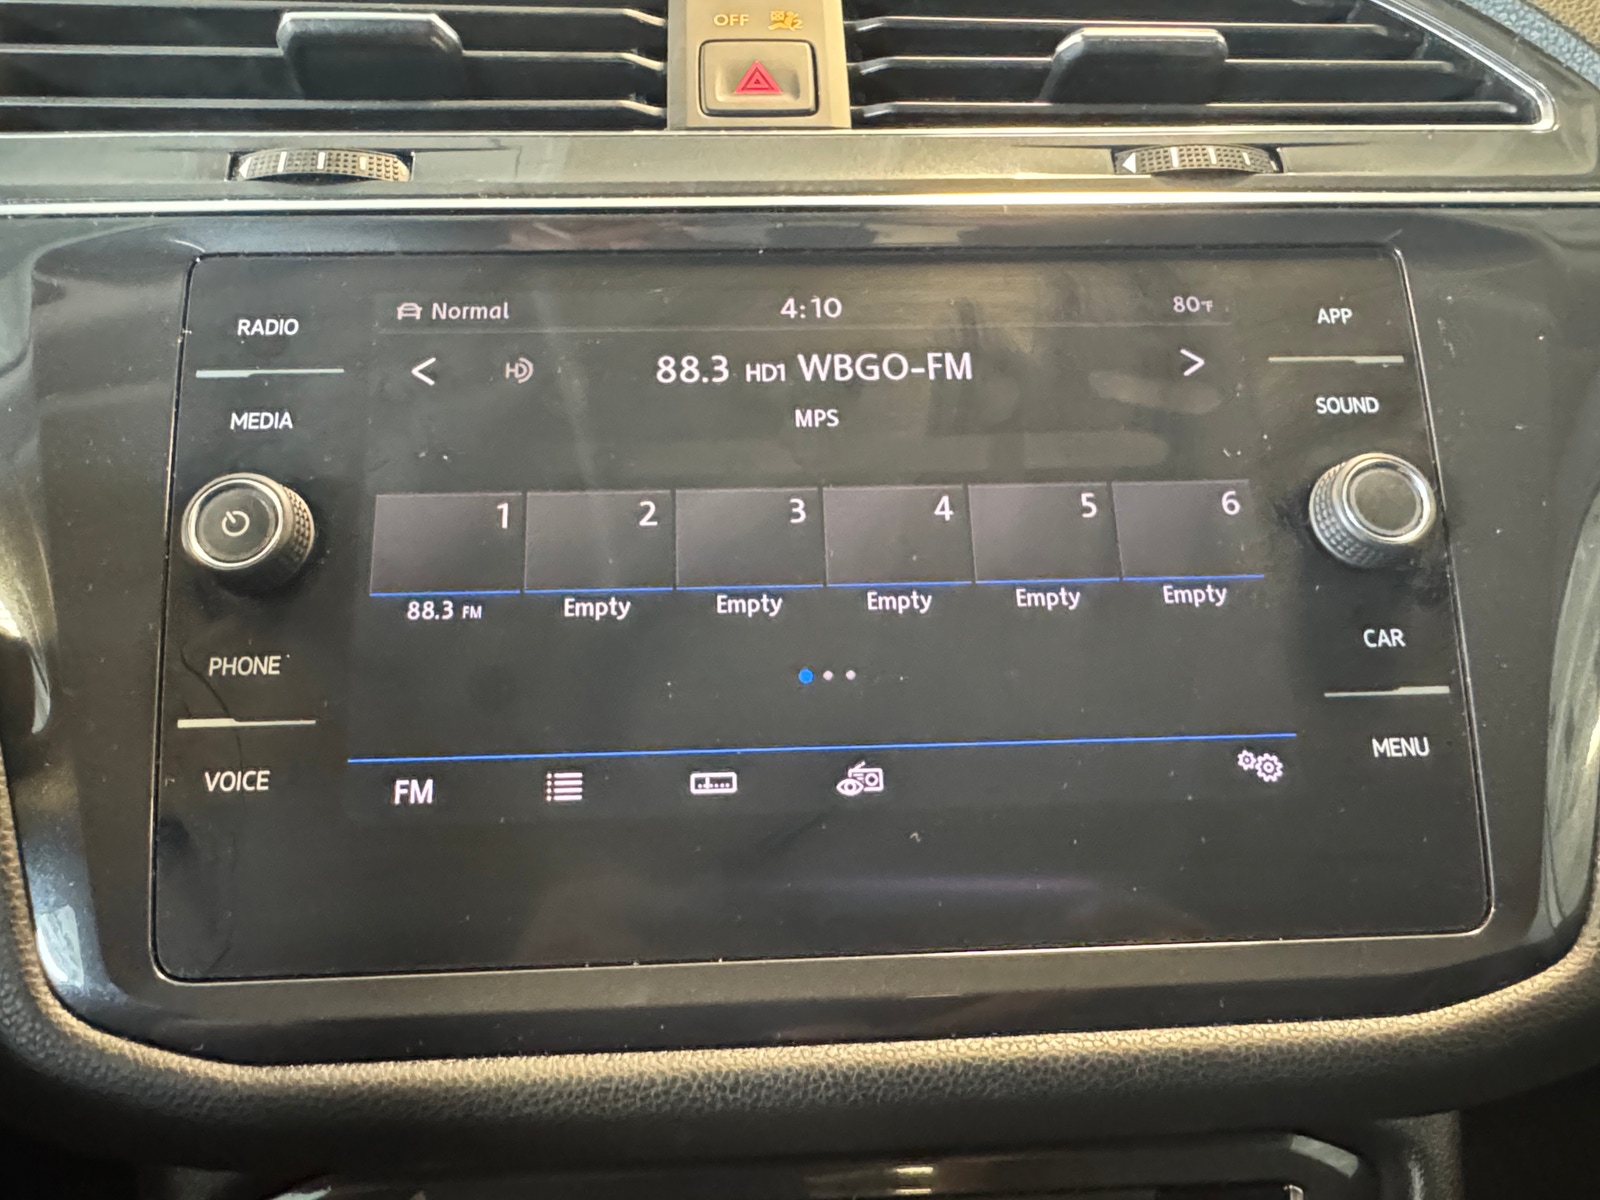 OFF
RADIO
MEDIA
PHONE
VOICE
Normal 4:10 80°F
HD 88.3 HD1 WBGO-FM
MPS
1 2 3 4 5 6
88.3 FM Empty Empty Empty Empty Empty
FM
APP
SOUND
CAR
MENU